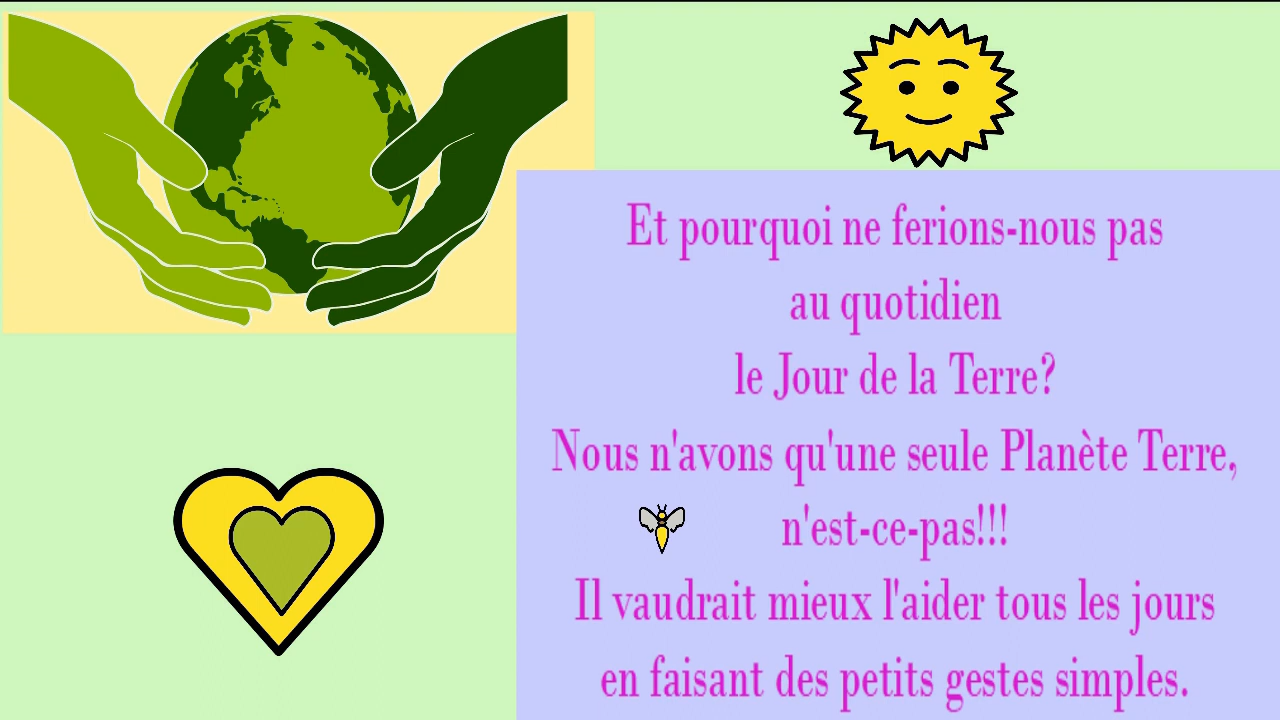 Et pourquoi ne ferions-nous pas
au quotidien
le Jour de la Terre?
Nous n'avons qu'une seule Planète Terre,
n'est-ce-pas!!!
Il vaudrait mieux l'aider tous les jours
en faisant des petits gestes simples.